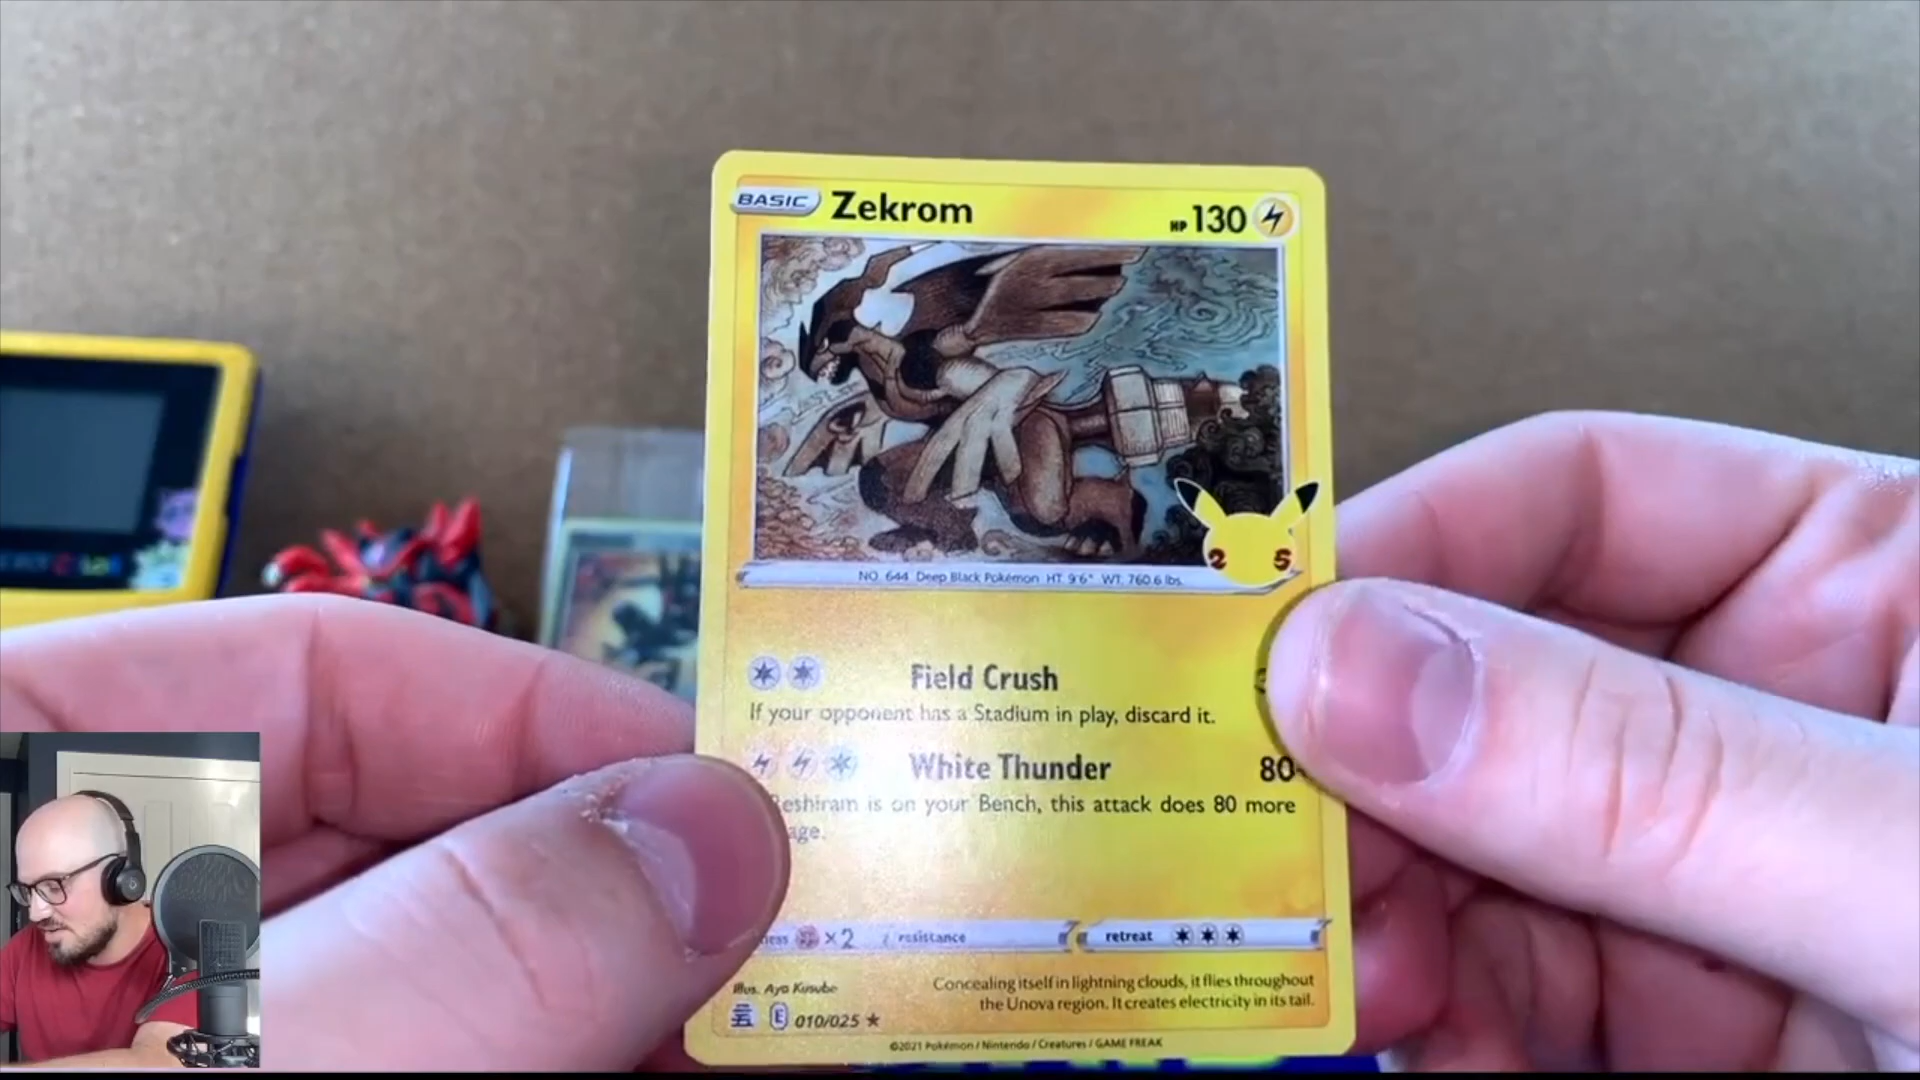 BASIC Zekrom HP 130
2 5
NO. 644 Deep Black Pokémon HT. 9'6" WT. 760.6 lbs.
Field Crush
If your opponent has a Stadium in play, discard it.
White Thunder 80
Reshiram is on your Bench, this attack does 80 more
×2 resistance retreat
Illus. Aya Kusube
Concealing itself in lightning clouds, it flies throughout
the Unova region. It creates electricity in its tail.
E 010/025 ★
©2021 Pokémon / Nintendo / Creatures / GAME FREAK